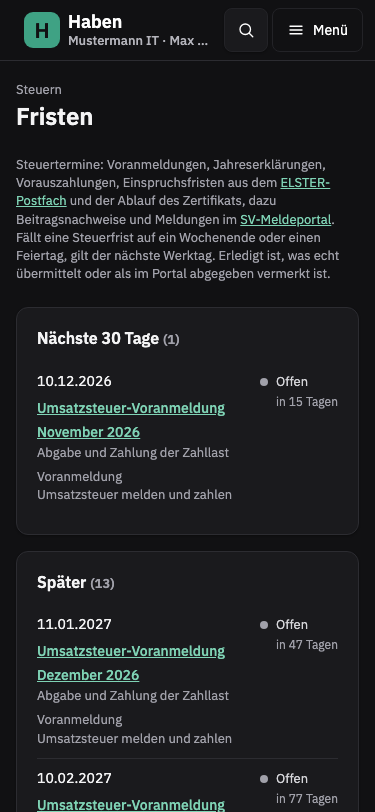 H
Haben
Mustermann IT · Max ...
Menü
Steuern
Fristen
Steuertermine: Voranmeldungen, Jahreserklärungen,
Vorauszahlungen, Einspruchsfristen aus dem ELSTER-
Postfach und der Ablauf des Zertifikats, dazu
Beitragsnachweise und Meldungen im SV-Meldeportal.
Fällt eine Steuerfrist auf ein Wochenende oder einen
Feiertag, gilt der nächste Werktag. Erledigt ist, was echt
übermittelt oder als im Portal abgegeben vermerkt ist.
Nächste 30 Tage (1)
10.12.2026
Offen
in 15 Tagen
Umsatzsteuer-Voranmeldung
November 2026
Abgabe und Zahlung der Zahllast
Voranmeldung
Umsatzsteuer melden und zahlen
Später (13)
11.01.2027
Offen
in 47 Tagen
Umsatzsteuer-Voranmeldung
Dezember 2026
Abgabe und Zahlung der Zahllast
Voranmeldung
Umsatzsteuer melden und zahlen
10.02.2027
Offen
in 77 Tagen
Umsatzsteuer-Voranmeldung